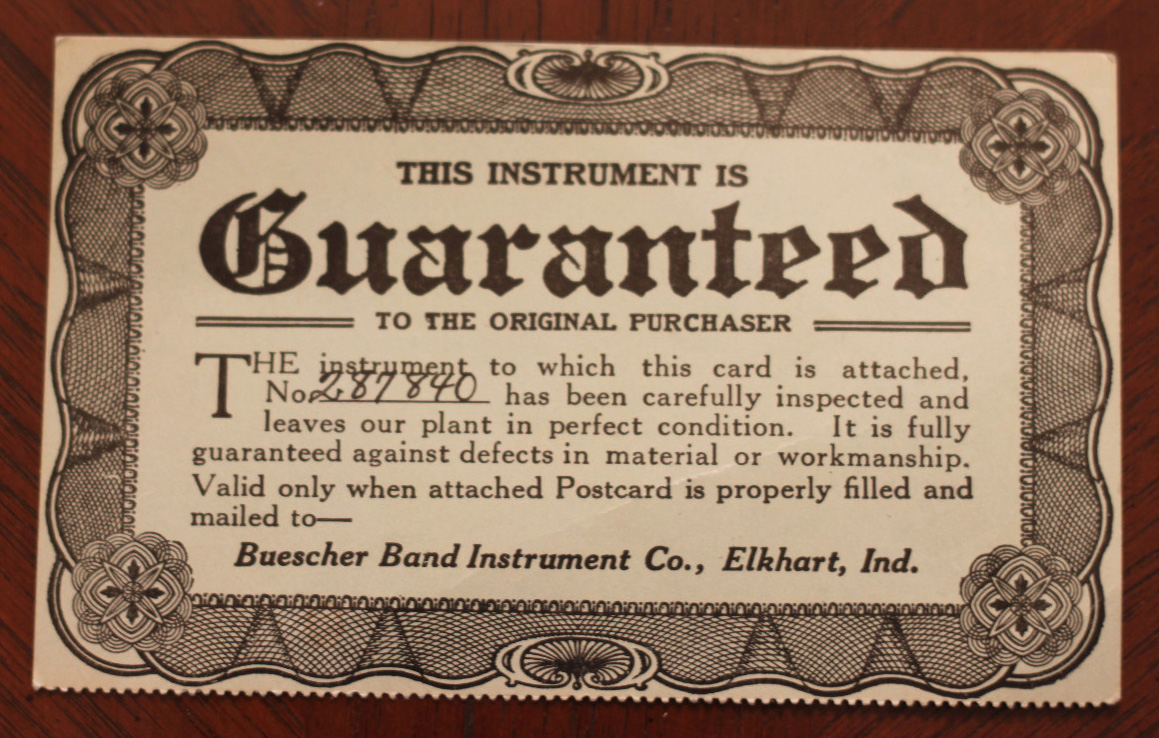 THIS INSTRUMENT IS
Guaranteed
TO THE ORIGINAL PURCHASER
THE instrument to which this card is attached,
No. 287840 has been carefully inspected and
leaves our plant in perfect condition. It is fully
guaranteed against defects in material or workmanship.
Valid only when attached Postcard is properly filled and
mailed to—
Buescher Band Instrument Co., Elkhart, Ind.